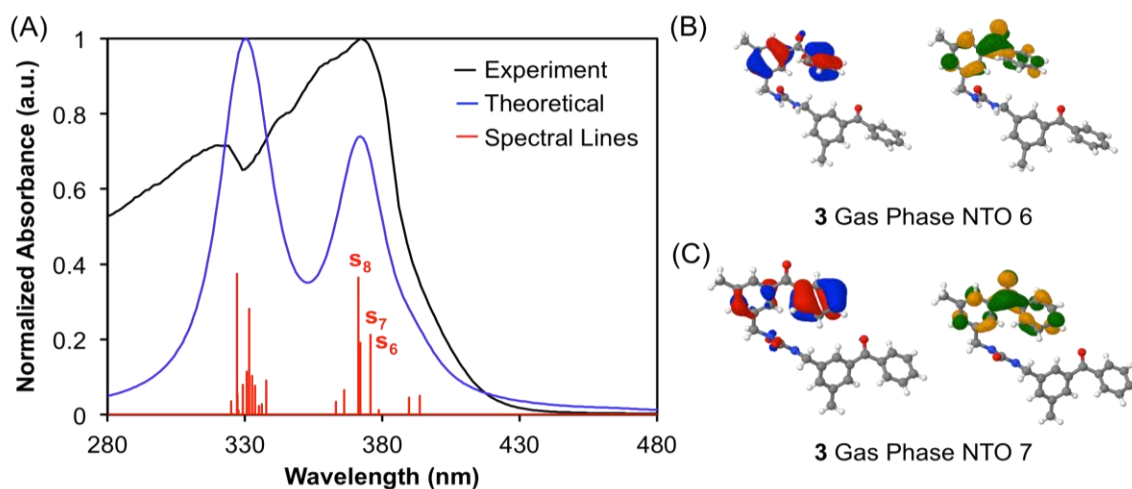 (A)
Normalized Absorbance (a.u.)
1
0.8
0.6
0.4
0.2
0
280
330
380
430
480
Wavelength (nm)
Experiment
Theoretical
Spectral Lines
s8
s7
s6
(B)
3 Gas Phase NTO 6
(C)
3 Gas Phase NTO 7